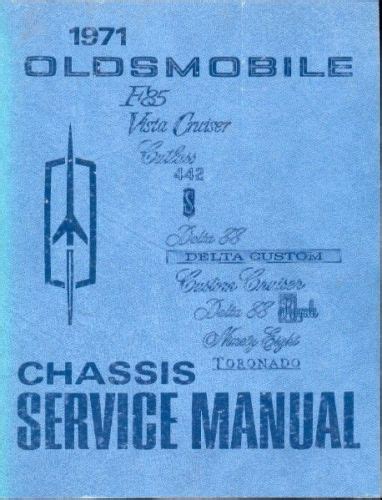 1971
OLDSMOBILE
F-85
Vista Cruiser
Cutlass
442
S
Delta 88
DELTA CUSTOM
Custom Cruiser
Delta 88 Royale
Ninety Eight
TORONADO
CHASSIS
SERVICE MANUAL